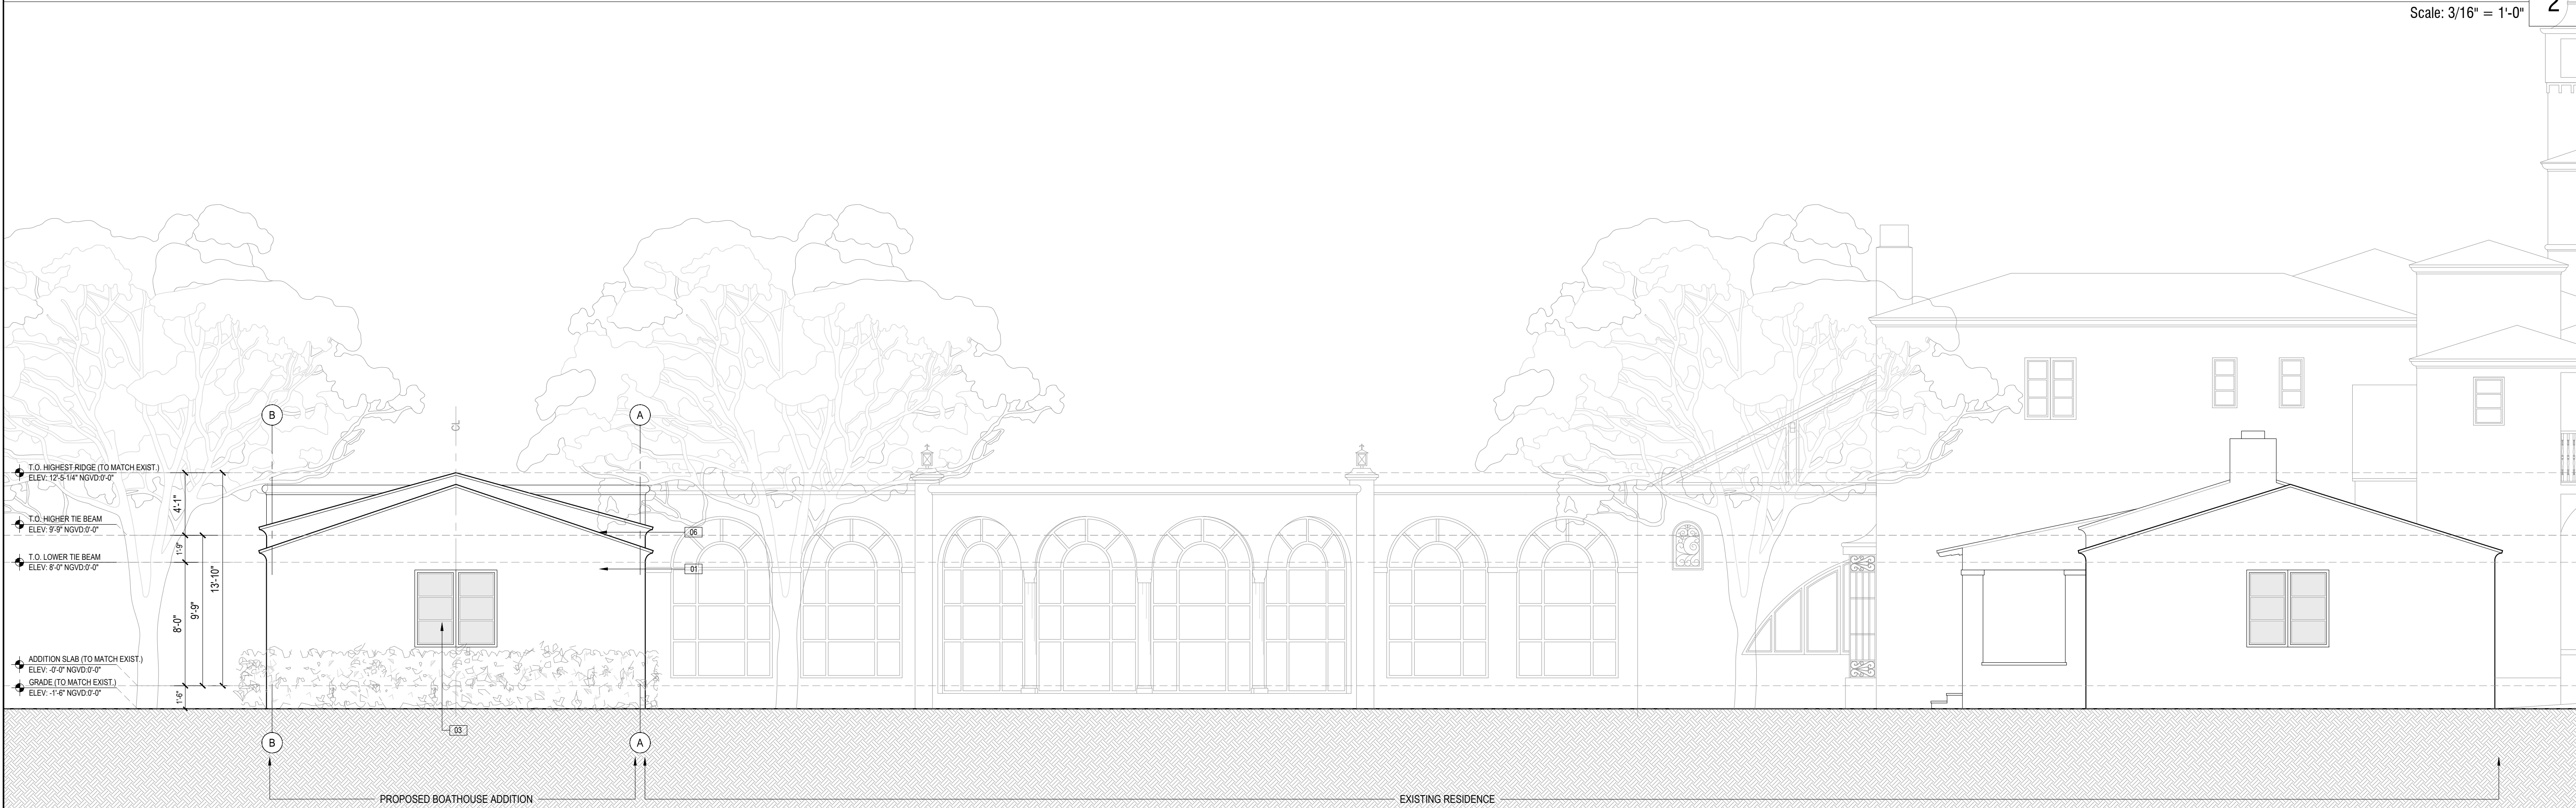 Scale: 3/16" = 1'-0"
2
B
CL
A
T.O. HIGHEST RIDGE (TO MATCH EXIST.)
ELEV: 12'-5-1/4" NGVD:0'-0"
4'-1"
T.O. HIGHER TIE BEAM
ELEV: 9'-9" NGVD:0'-0"
06
1'-9"
T.O. LOWER TIE BEAM
ELEV: 8'-0" NGVD:0'-0"
01
13'-10"
9'-9"
8'-0"
ADDITION SLAB (TO MATCH EXIST.)
ELEV: -0'-0" NGVD:0'-0"
GRADE (TO MATCH EXIST.)
ELEV: -1'-6" NGVD:0'-0"
1'-6"
03
B
A
PROPOSED BOATHOUSE ADDITION
EXISTING RESIDENCE